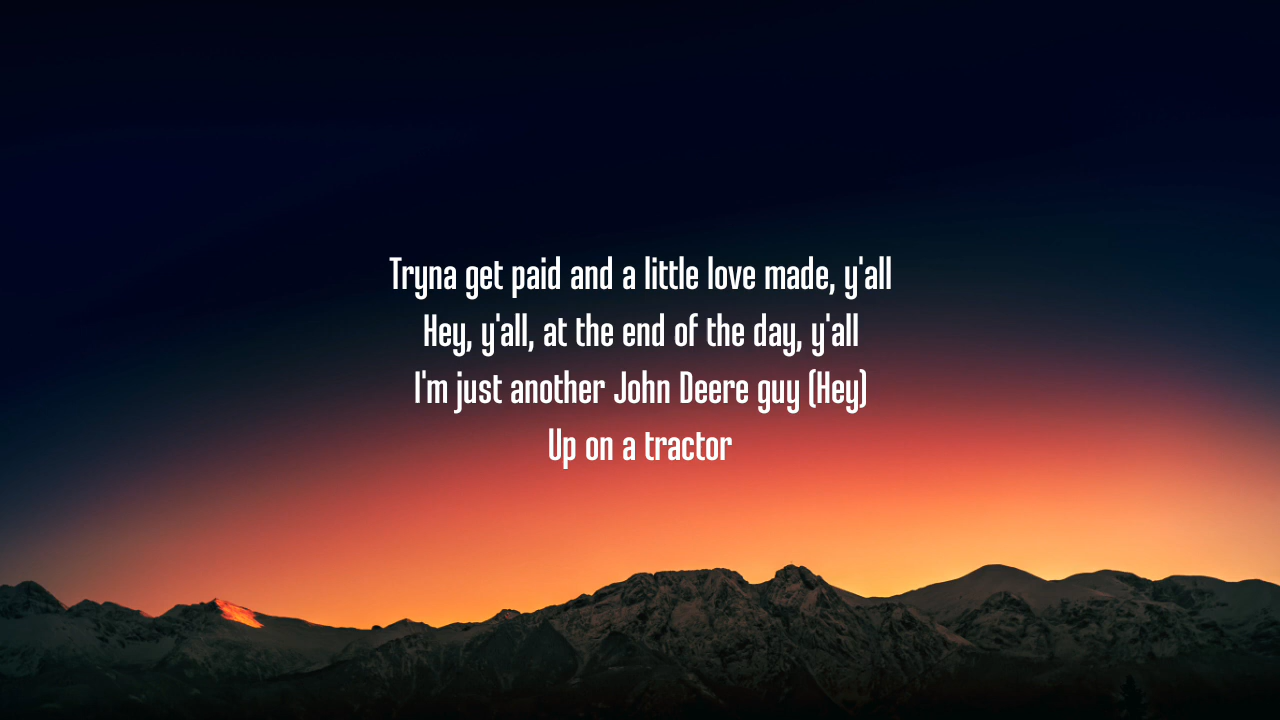 Tryna get paid and a little love made, y'all
Hey, y'all, at the end of the day, y'all
I'm just another John Deere guy (Hey)
Up on a tractor